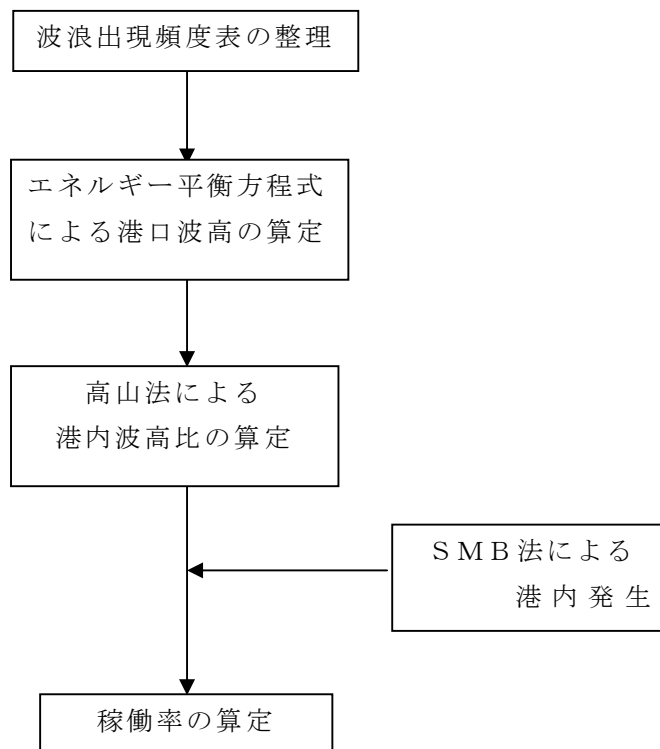 波浪出現頻度表の整理
エネルギー平衡方程式
による港口波高の算定
高山法による
港内波高比の算定
ＳＭＢ法による
港内発生
稼働率の算定